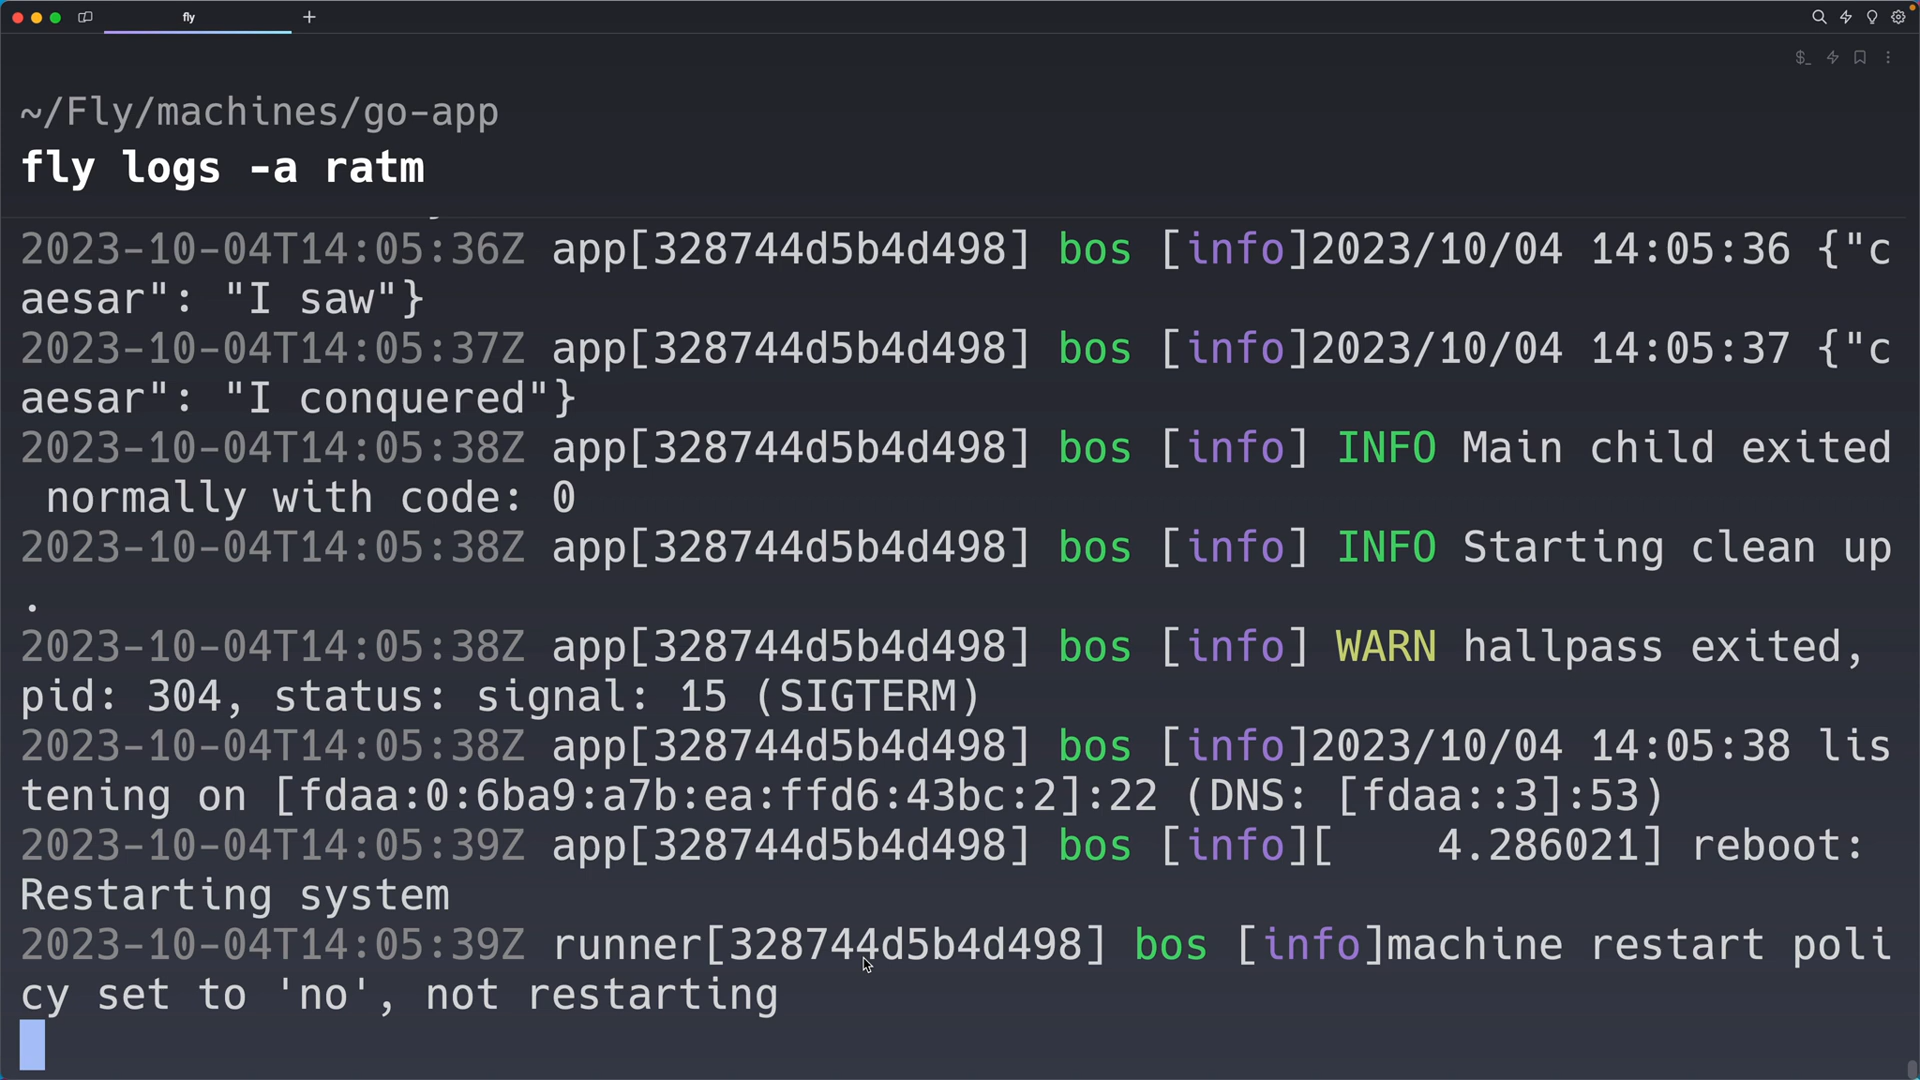 fly
~/Fly/machines/go-app
fly logs -a ratm
2023-10-04T14:05:36Z app[328744d5b4d498] bos [info]2023/10/04 14:05:36 {"c
aesar": "I saw"}
2023-10-04T14:05:37Z app[328744d5b4d498] bos [info]2023/10/04 14:05:37 {"c
aesar": "I conquered"}
2023-10-04T14:05:38Z app[328744d5b4d498] bos [info] INFO Main child exited
 normally with code: 0
2023-10-04T14:05:38Z app[328744d5b4d498] bos [info] INFO Starting clean up
.
2023-10-04T14:05:38Z app[328744d5b4d498] bos [info] WARN hallpass exited,
pid: 304, status: signal: 15 (SIGTERM)
2023-10-04T14:05:38Z app[328744d5b4d498] bos [info]2023/10/04 14:05:38 lis
tening on [fdaa:0:6ba9:a7b:ea:ffd6:43bc:2]:22 (DNS: [fdaa::3]:53)
2023-10-04T14:05:39Z app[328744d5b4d498] bos [info][    4.286021] reboot:
Restarting system
2023-10-04T14:05:39Z runner[328744d5b4d498] bos [info]machine restart poli
cy set to 'no', not restarting